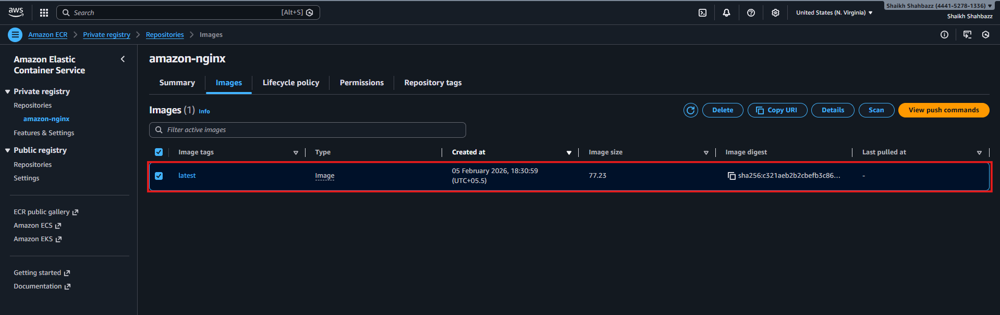 aws
Search
[Alt+S]
United States (N. Virginia)
Shaikh Shahbazz (4441-5278-1336)
Shaikh Shahbazz
Amazon ECR
Private registry
Repositories
Images
Amazon Elastic
Container Service
Private registry
Repositories
amazon-nginx
Features & Settings
Public registry
Repositories
Settings
ECR public gallery
Amazon ECS
Amazon EKS
Getting started
Documentation
amazon-nginx
Summary
Images
Lifecycle policy
Permissions
Repository tags
Images (1) Info
Delete
Copy URI
Details
Scan
View push commands
Filter active images
Image tags
Type
Created at
Image size
Image digest
Last pulled at
latest
Image
05 February 2026, 18:30:59
(UTC+05.5)
77.23
sha256:c321aeb2b2cbefb3c86...
-